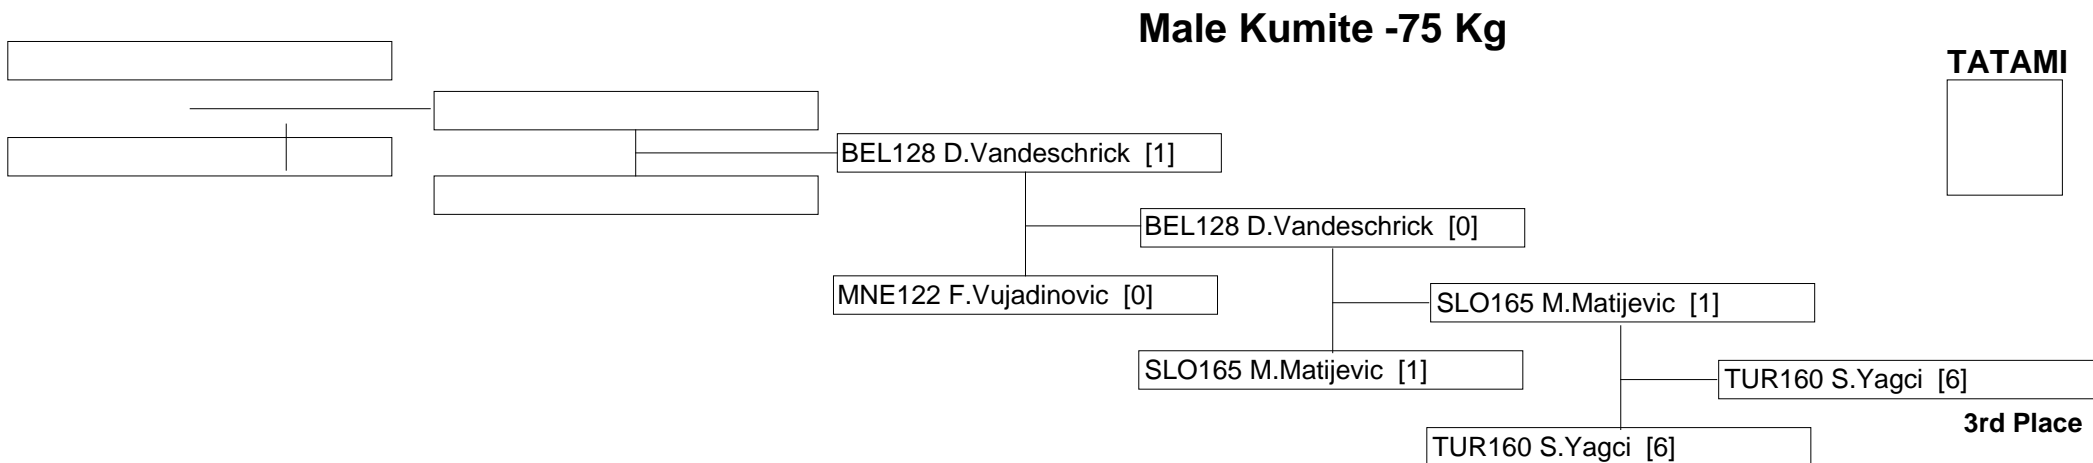 Male Kumite -75 Kg
TATAMI
BEL128 D.Vandeschrick [1]
BEL128 D.Vandeschrick [0]
MNE122 F.Vujadinovic [0]
SLO165 M.Matijevic [1]
SLO165 M.Matijevic [1]
TUR160 S.Yagci [6]
3rd Place
TUR160 S.Yagci [6]